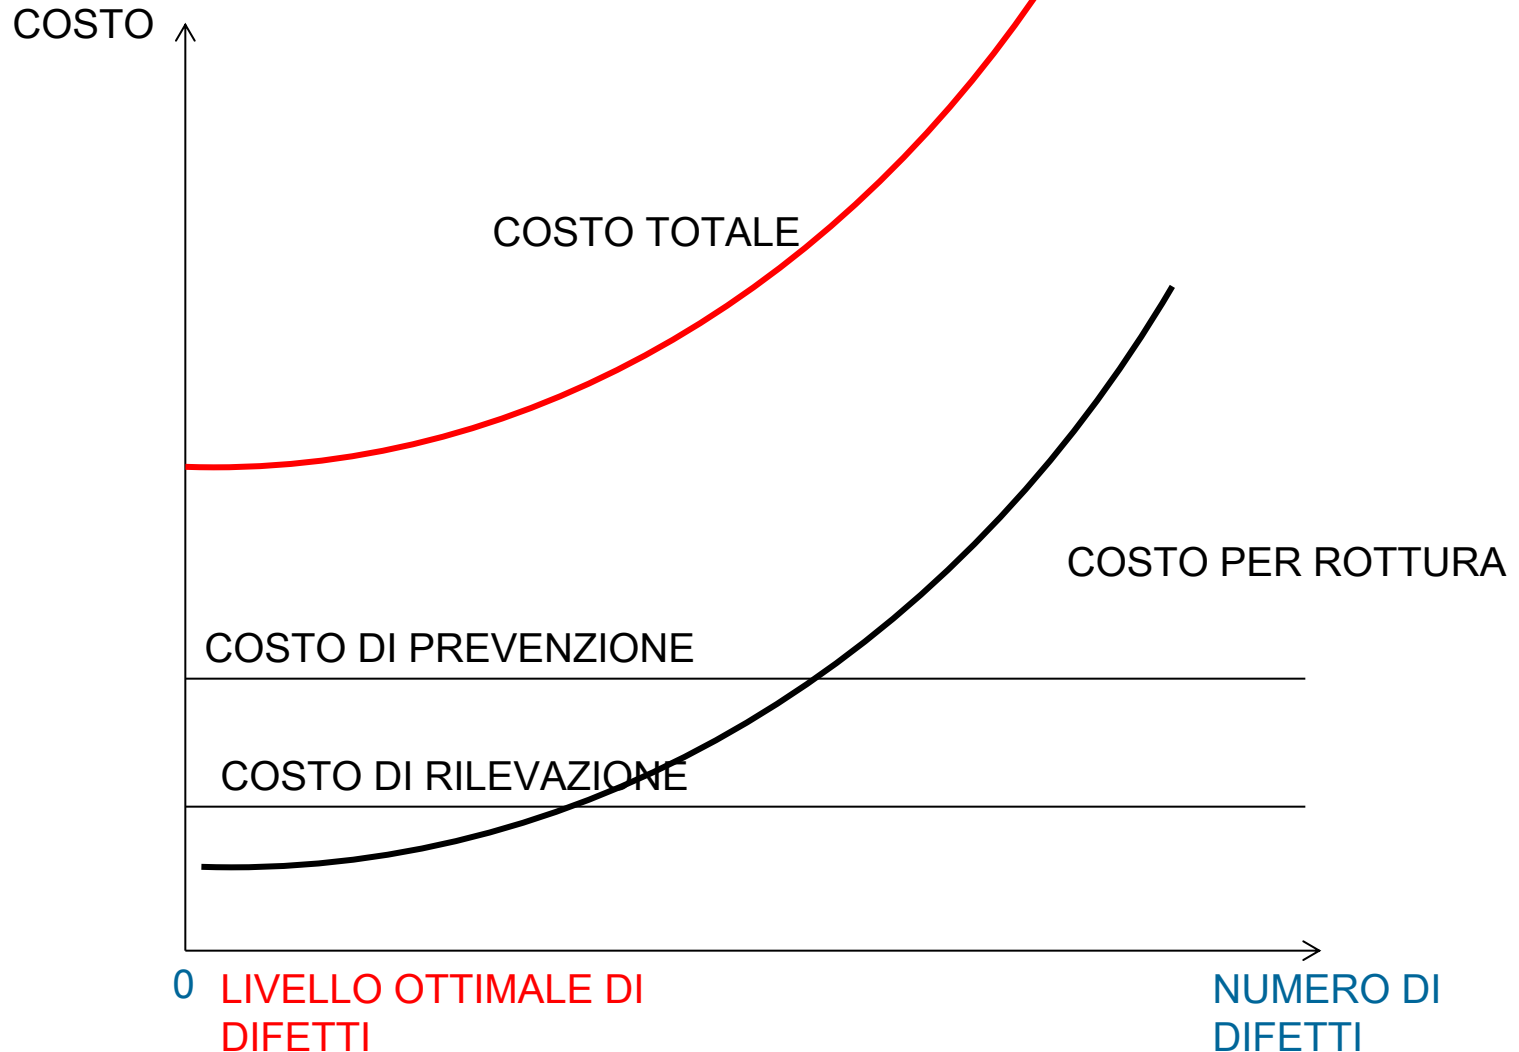 COSTO
COSTO TOTALE
COSTO PER ROTTURA
COSTO DI PREVENZIONE
COSTO DI RILEVAZIONE
0
LIVELLO OTTIMALE DI
DIFETTI
NUMERO DI
DIFETTI